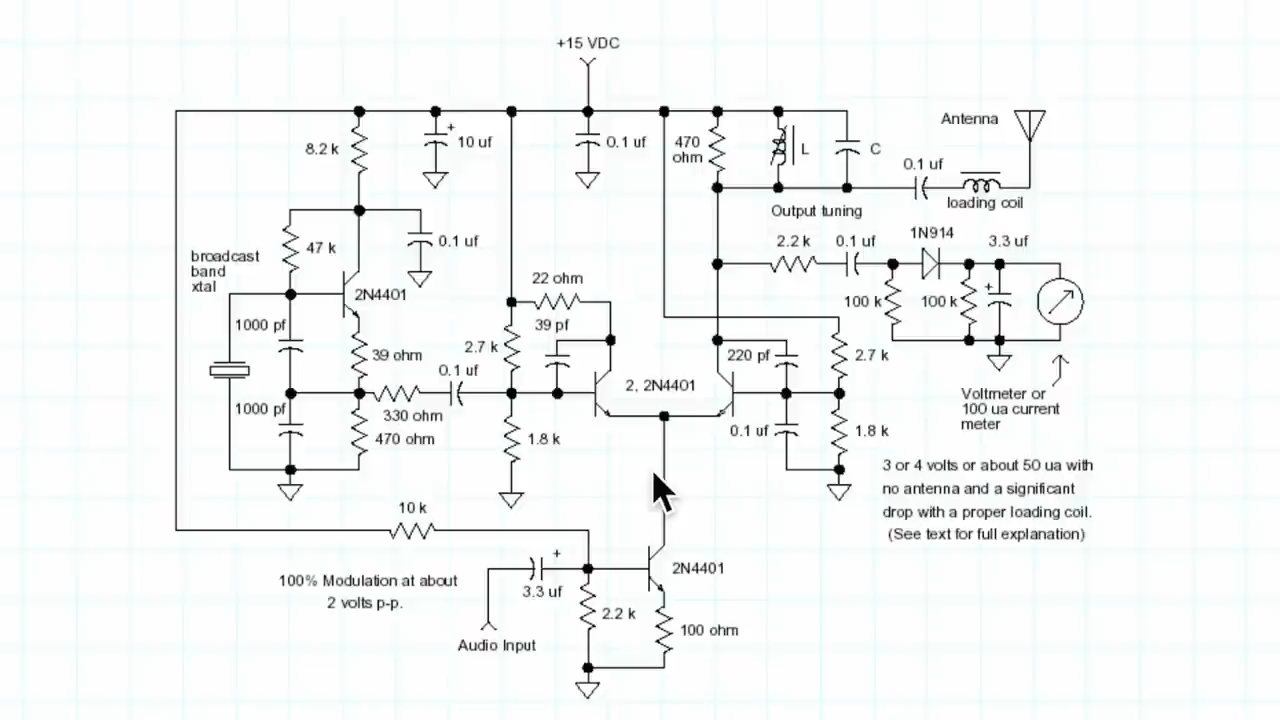 +15 VDC
8.2 k
+
10 uf
0.1 uf
470
ohm
L
C
Antenna
0.1 uf
loading coil
Output tuning
47 k
0.1 uf
broadcast
band
xtal
2N4401
1000 pf
39 ohm
1000 pf
330 ohm
470 ohm
0.1 uf
22 ohm
39 pf
2.7 k
1.8 k
2, 2N4401
2.2 k
0.1 uf
1N914
3.3 uf
100 k
100 k
+
220 pf
2.7 k
0.1 uf
1.8 k
Voltmeter or
100 ua current
meter
3 or 4 volts or about 50 ua with
no antenna and a significant
drop with a proper loading coil.
(See text for full explanation)
10 k
100% Modulation at about
2 volts p-p.
+
3.3 uf
2N4401
2.2 k
100 ohm
Audio Input